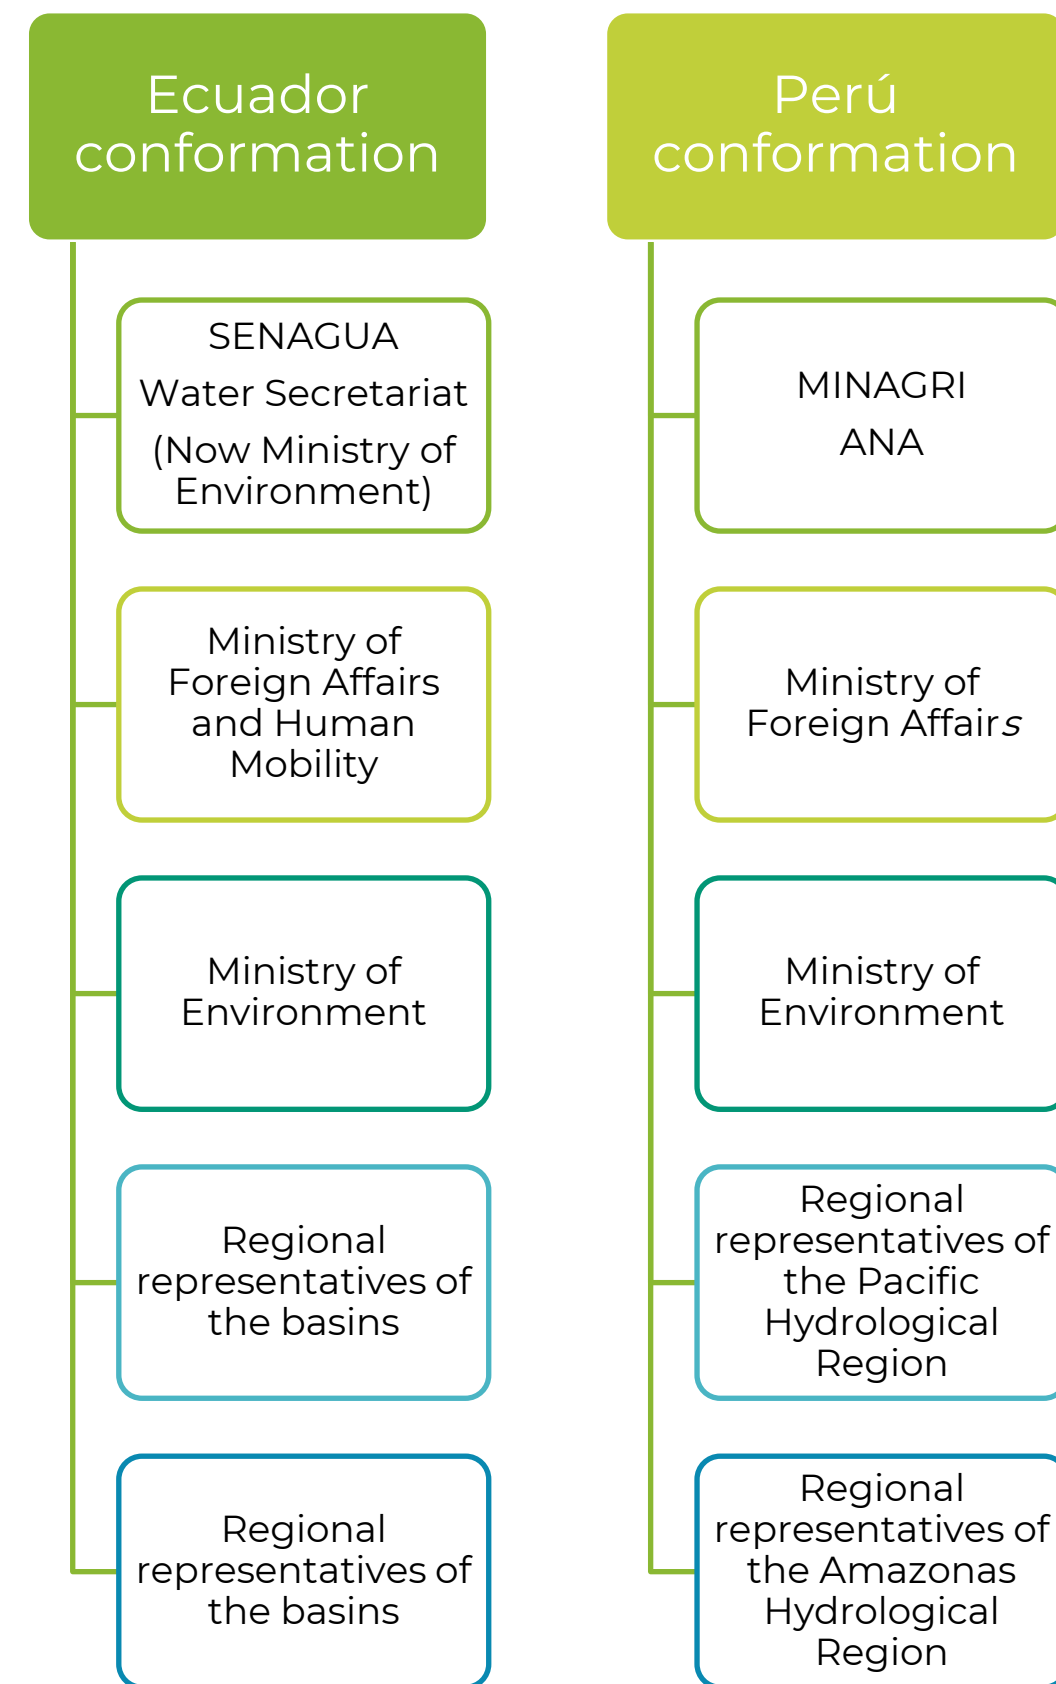 Ecuador
conformation
SENAGUA
Water Secretariat
(Now Ministry of
Environment)
Ministry of
Foreign Affairs
and Human
Mobility
Ministry of
Environment
Regional
representatives of
the basins
Regional
representatives of
the basins
Perú
conformation
MINAGRI
ANA
Ministry of
Foreign Affairs
Ministry of
Environment
Regional
representatives of
the Pacific
Hydrological
Region
Regional
representatives of
the Amazonas
Hydrological
Region